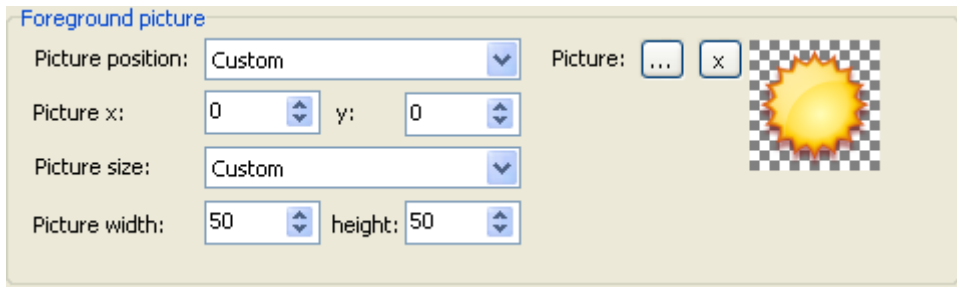 Foreground picture
Picture position: Custom Picture: ... x
Picture x: 0 y: 0
Picture size: Custom
Picture width: 50 height: 50